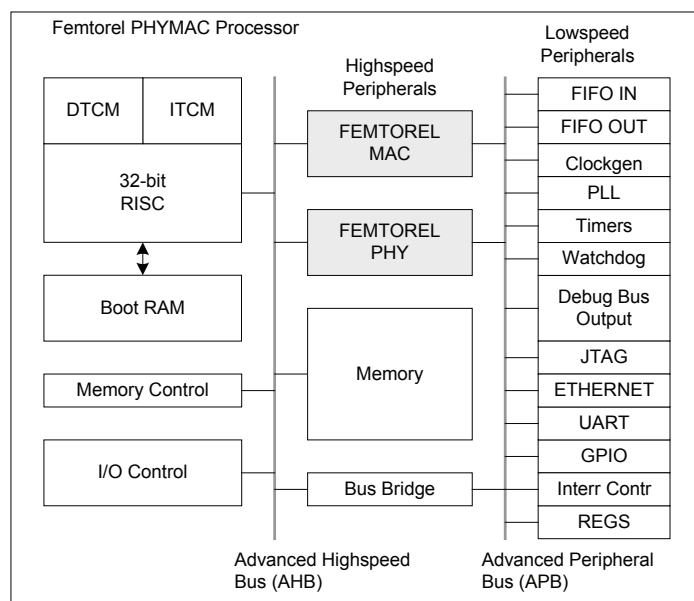 Femtorel PHYMAC Processor
DTCM
ITCM
32-bit
RISC
Boot RAM
Memory Control
I/O Control
Highspeed
Peripherals
FEMTOREL
MAC
FEMTOREL
PHY
Memory
Bus Bridge
Lowspeed
Peripherals
FIFO IN
FIFO OUT
Clockgen
PLL
Timers
Watchdog
Debug Bus
Output
JTAG
ETHERNET
UART
GPIO
Interr Contr
REGS
Advanced Highspeed
Bus (AHB)
Advanced Peripheral
Bus (APB)